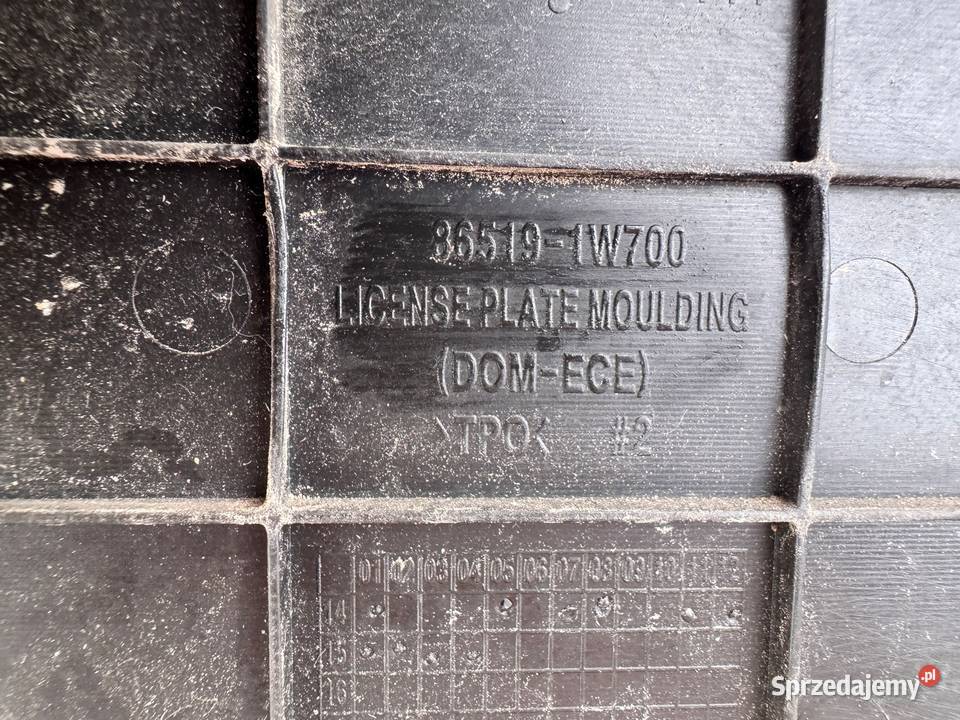 86519-1W700
LICENSE PLATE MOULDING
(DOM-ECE)
>TPO< #2
01 02 03 04 05 06 07 08 09 10 11 12
14
15
16
Sprzedajemy.pl